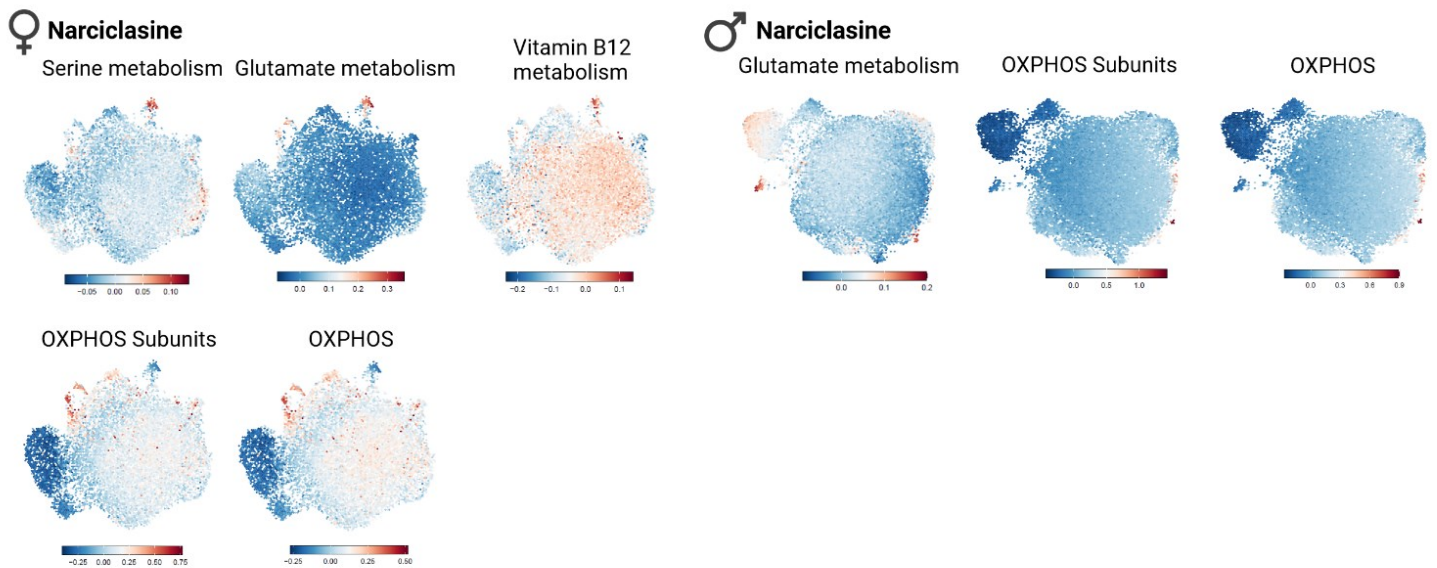 Narciclasine
Serine metabolism
Glutamate metabolism
Vitamin B12
metabolism
−0.05 0.00 0.05 0.10
0.0 0.1 0.2 0.3
−0.2 −0.1 0.0 0.1
OXPHOS Subunits
OXPHOS
−0.25 0.00 0.25 0.50 0.75
−0.25 0.00 0.25 0.50
Narciclasine
Glutamate metabolism
OXPHOS Subunits
OXPHOS
0.0 0.1 0.2
0.0 0.5 1.0
0.0 0.3 0.6 0.9